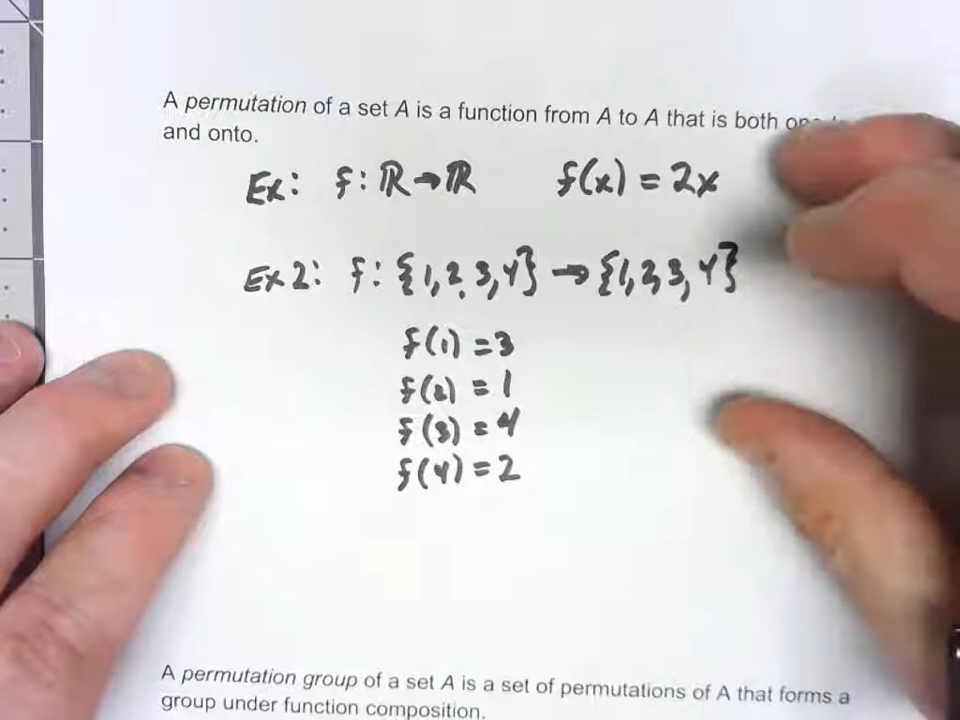 A permutation of a set A is a function from A to A that is both
and onto.
Ex: f: ℝ→ℝ f(x) = 2x
Ex 2: f: {1,2,3,4} → {1,2,3,4}
f(1) = 3
f(2) = 1
f(3) = 4
f(4) = 2
A permutation group of a set A is a set of permutations of A that forms a
group under function composition.